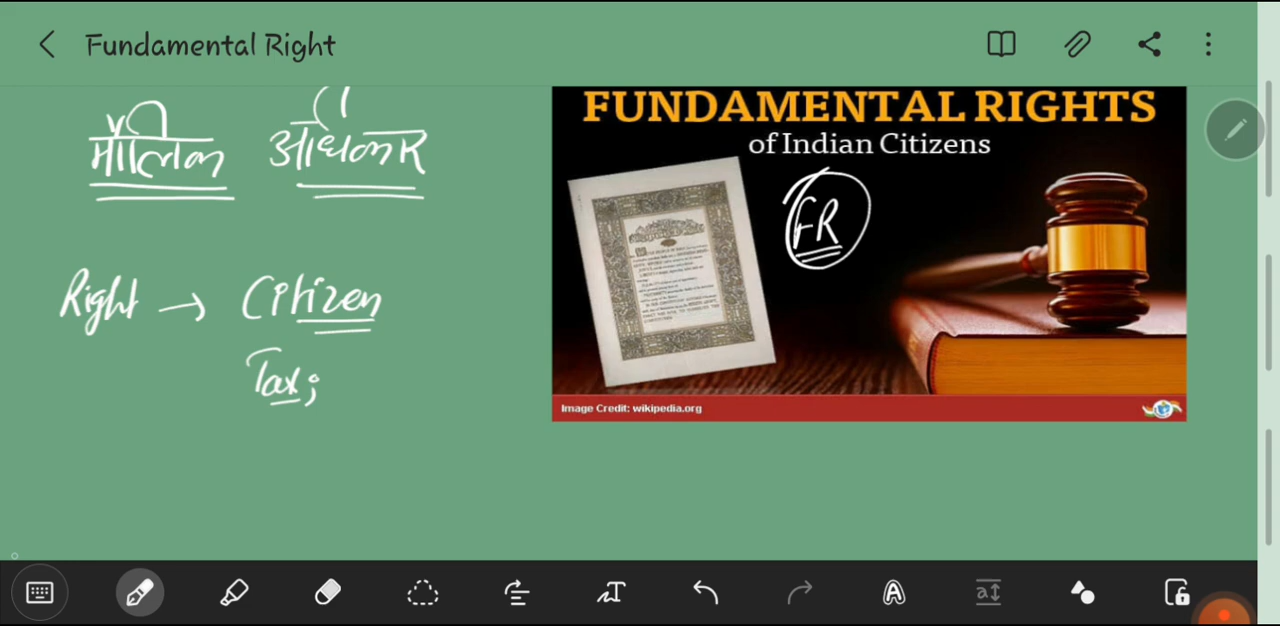 Fundamental Right
मौलिक अधिकार
Right → Citizen
Tax;
FUNDAMENTAL RIGHTS
of Indian Citizens
FR
Image Credit: wikipedia.org